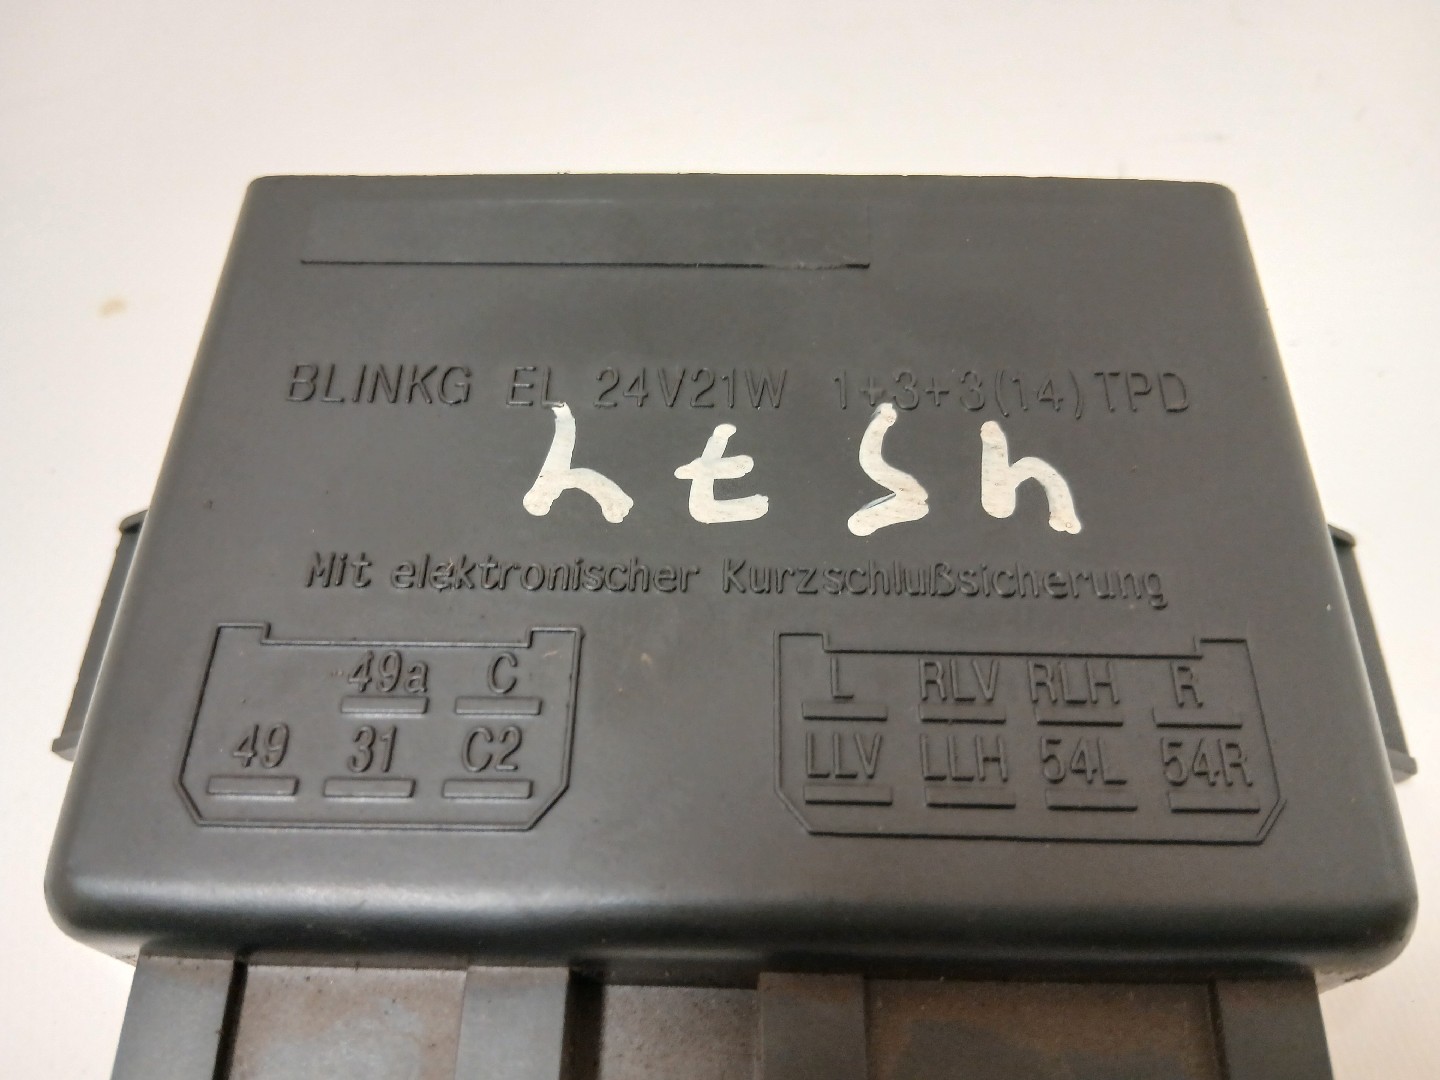 BLINKG EL 24V21W 1+3+3(14)TPD
Mit elektronischer Kurzschlußsicherung
49a C
49 31 C2
L RLV RLH R
LLV LLH 54L 54R